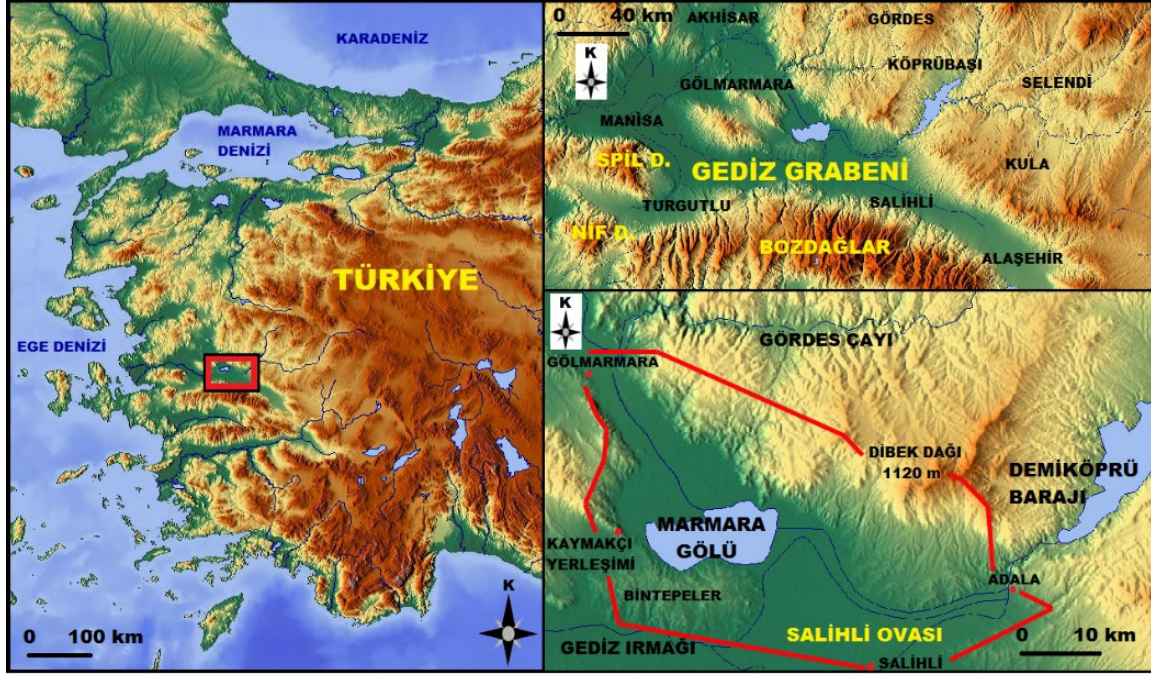 KARADENİZ
MARMARA
DENİZİ
TÜRKİYE
EGE DENİZİ
K
0 100 km
0 40 km
K
AKHİSAR
GÖRDES
KÖPRÜBAŞI
GÖLMARMARA
SELENDİ
MANİSA
SPİL D.
GEDİZ GRABENİ
KULA
TURGUTLU
SALİHLİ
NİF D.
BOZDAĞLAR
ALAŞEHİR
K
GÖRDES ÇAYI
GÖLMARMARA
DİBEK DAĞI
1120 m
DEMİKÖPRÜ
BARAJI
MARMARA
GÖLÜ
KAYMAKÇI
YERLEŞİMİ
ADALA
BİNTEPELER
SALİHLİ OVASI
GEDİZ IRMAĞI
SALİHLİ
0 10 km